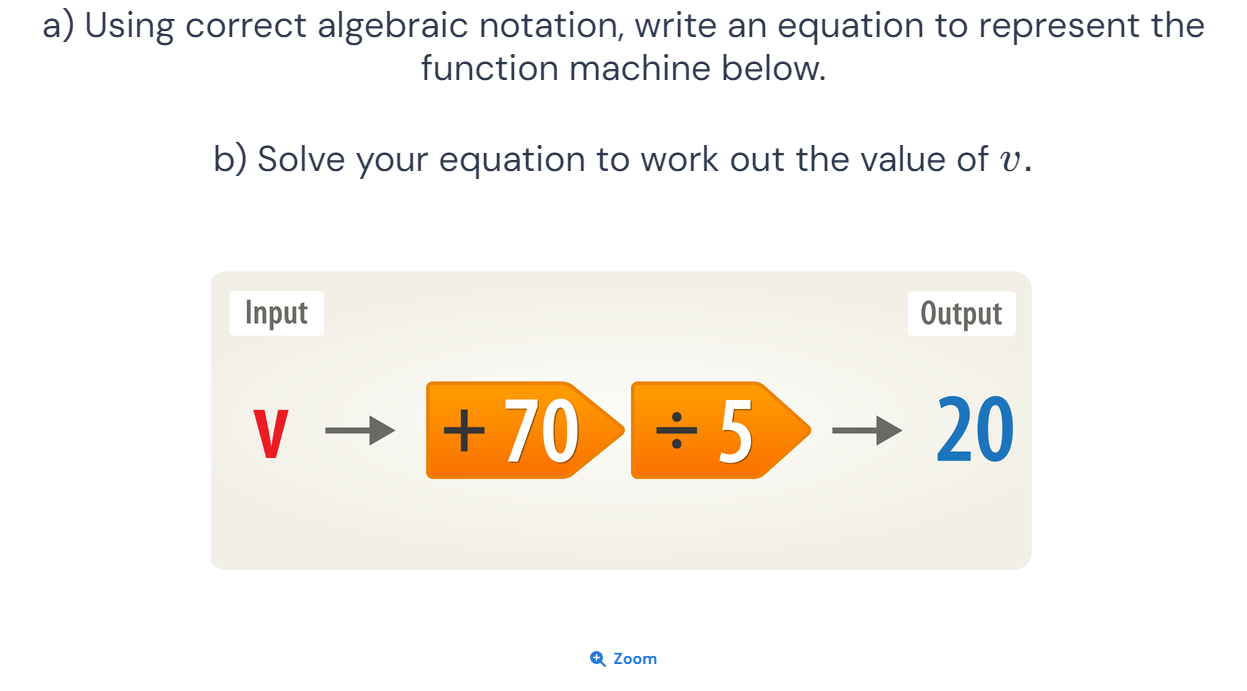 a) Using correct algebraic notation, write an equation to represent the
function machine below.
b) Solve your equation to work out the value of v.
Input
Output
v
+ 70
÷ 5
20
Zoom